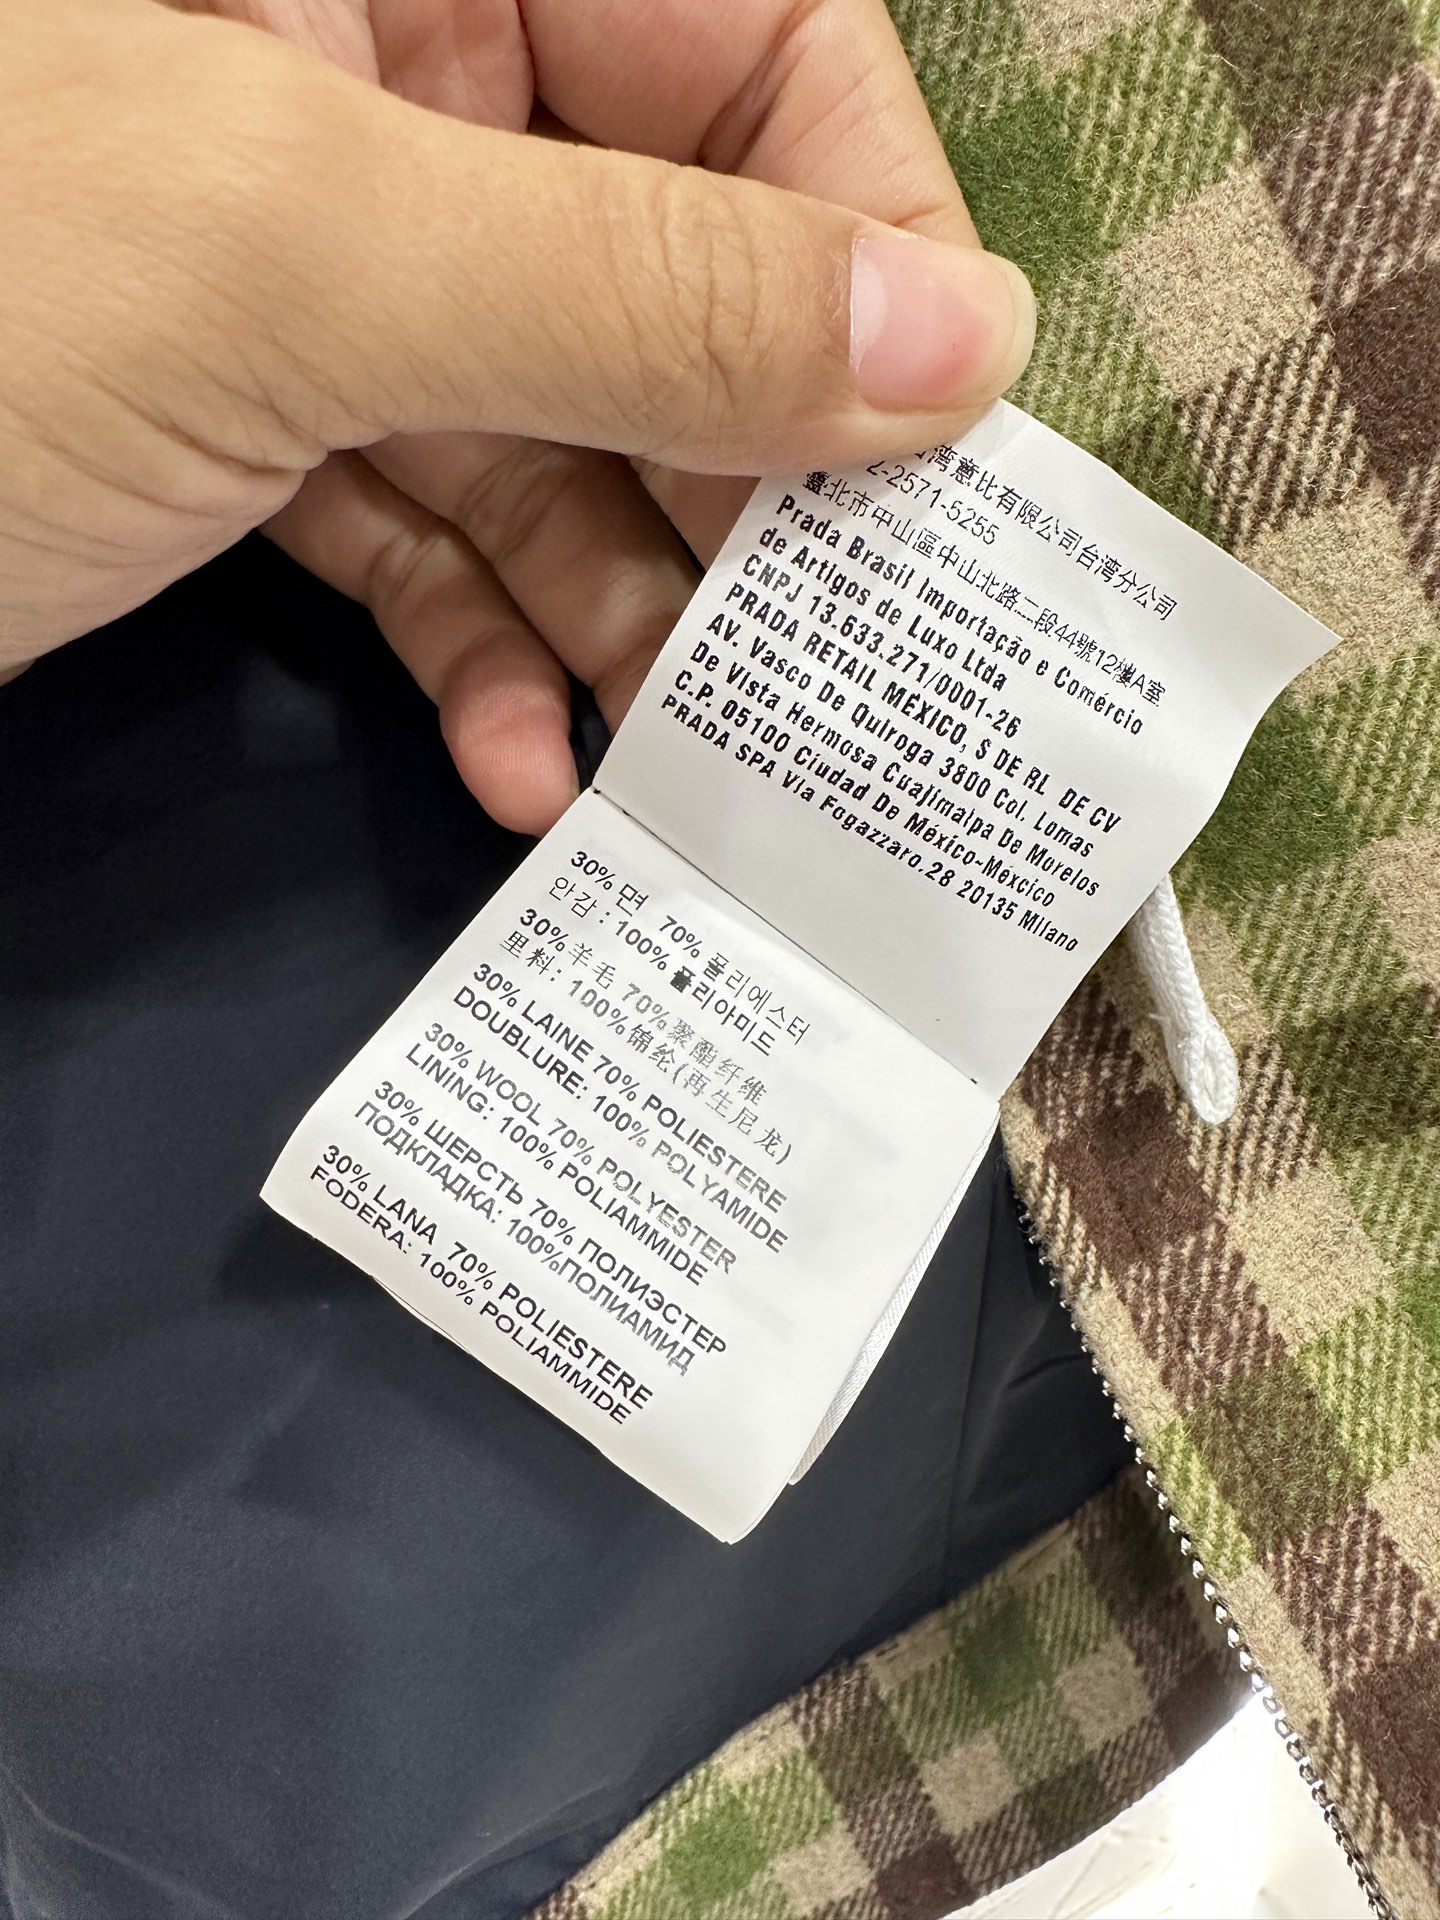 湾意比有限公司台湾分公司
2-2571-5255
臺北市中山區中山北路二段44號12樓A室
Prada Brasil Importação e Comércio
de Artigos de Luxo Ltda
CNPJ 13.633.271/0001-26
PRADA RETAIL MÉXICO, S DE RL DE CV
AV. Vasco De Quiroga 3800 Col. Lomas
De Vista Hermosa Cuajimalpa De Morelos
C.P. 05100 Ciudad De México-Méxcico
PRADA SPA Via Fogazzaro.28 20135 Milano
30% 면 70% 폴리에스터
안감 : 100% 폴리아미드
30% 羊毛 70% 聚酯纤维
里料: 100%锦纶(再生尼龙)
30% LAINE 70% POLIESTERE
DOUBLURE: 100% POLYAMIDE
30% WOOL 70% POLYESTER
LINING: 100% POLIAMMIDE
30% ШЕРСТЬ 70% ПОЛИЭСТЕР
ПОДКЛАДКА: 100%ПОЛИАМИД
30% LANA 70% POLIESTERE
FODERA: 100% POLIAMMIDE